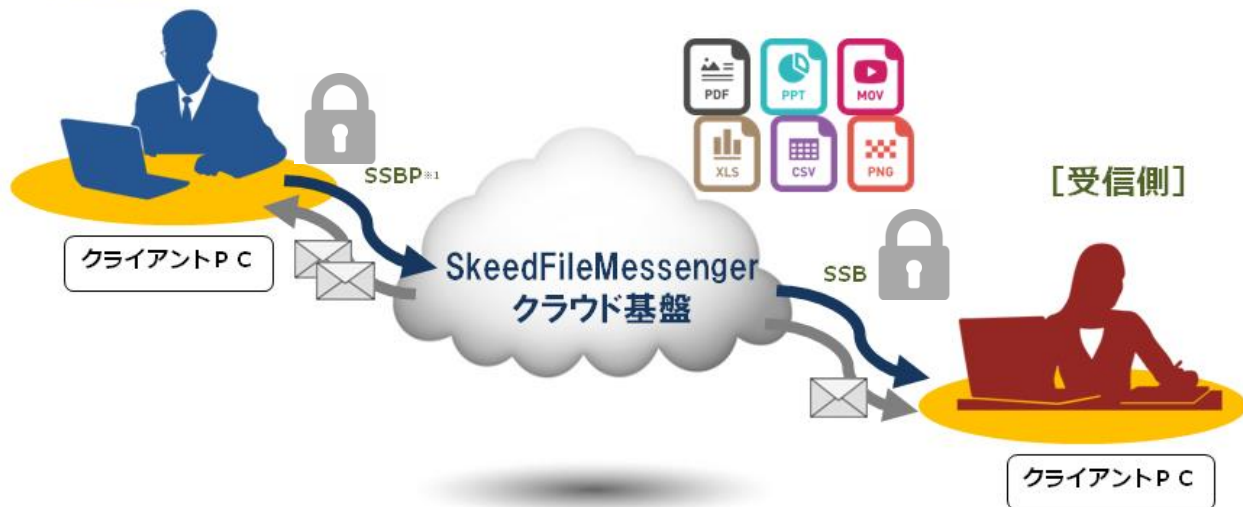 PDF
PPT
MOV
XLS
CSV
PNG
SSBP※1
[受信側]
クライアントPC
SkeedFileMessenger
クラウド基盤
SSB
クライアントPC